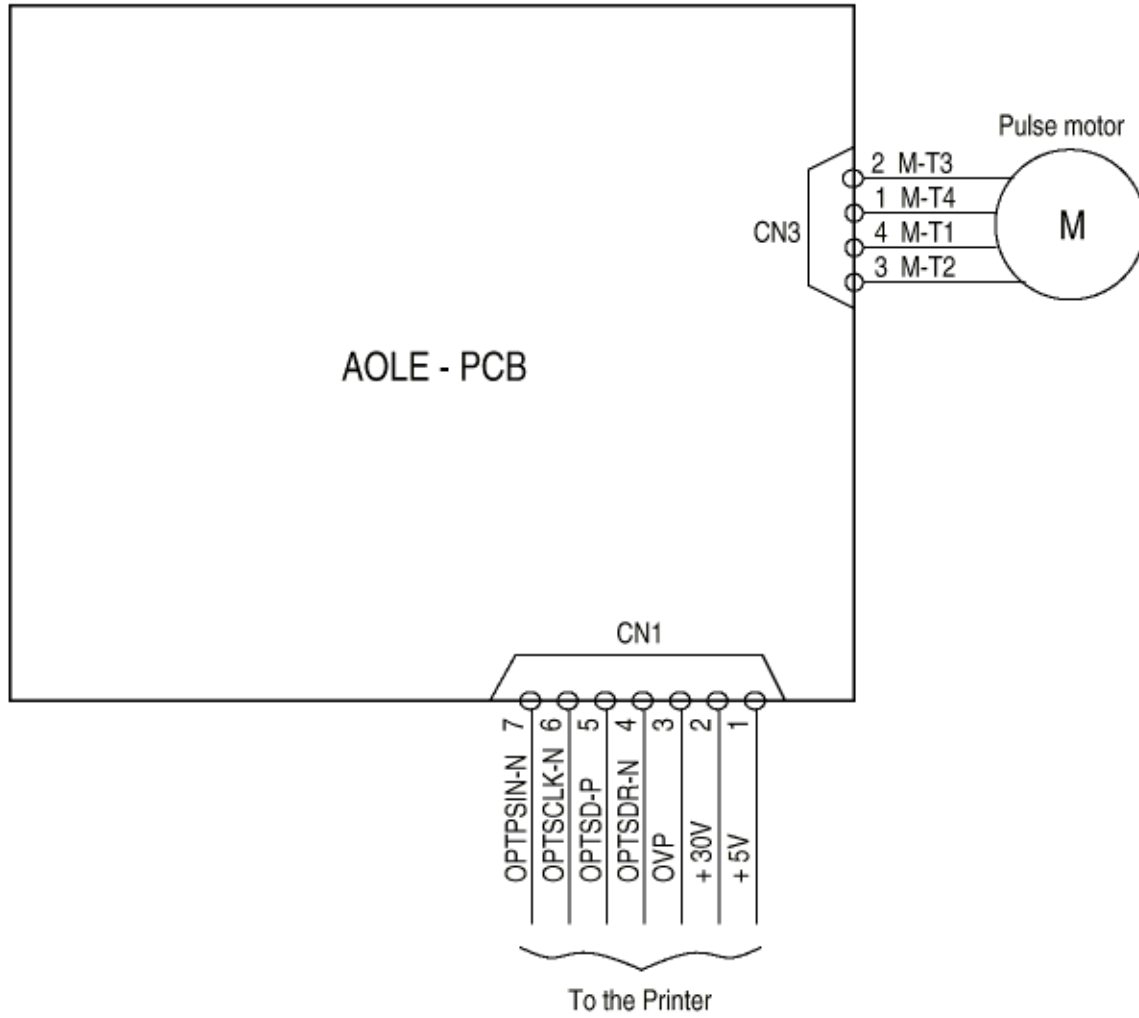 Pulse motor
2 M-T3
1 M-T4
CN3
M
4 M-T1
3 M-T2
AOLE - PCB
CN1
7
6
5
4
3
2
1
OPTPSIN-N
OPTSCLK-N
OPTSD-P
OPTSDR-N
OVP
+ 30V
+ 5V
To the Printer